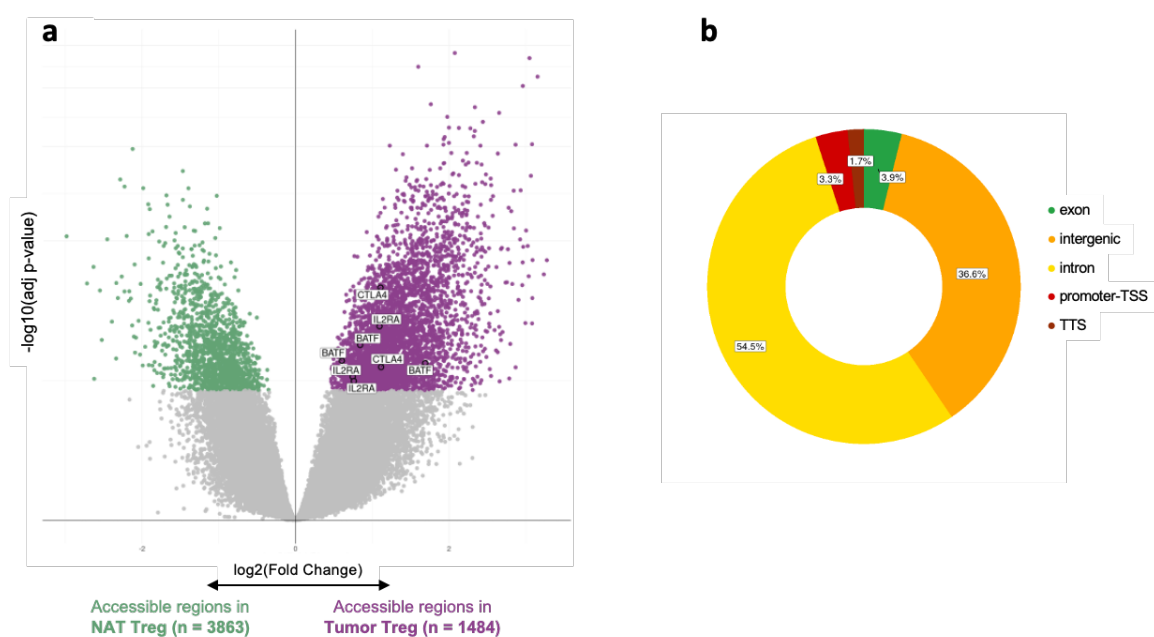 a
-log10(adj p-value)
CTLA4
IL2RA
BATF
BATF
CTLA4
IL2RA
BATF
IL2RA
-2
0
2
log2(Fold Change)
Accessible regions in
NAT Treg (n = 3863)
Accessible regions in
Tumor Treg (n = 1484)
b
1.7%
3.3%
3.9%
36.6%
54.5%
exon
intergenic
intron
promoter-TSS
TTS